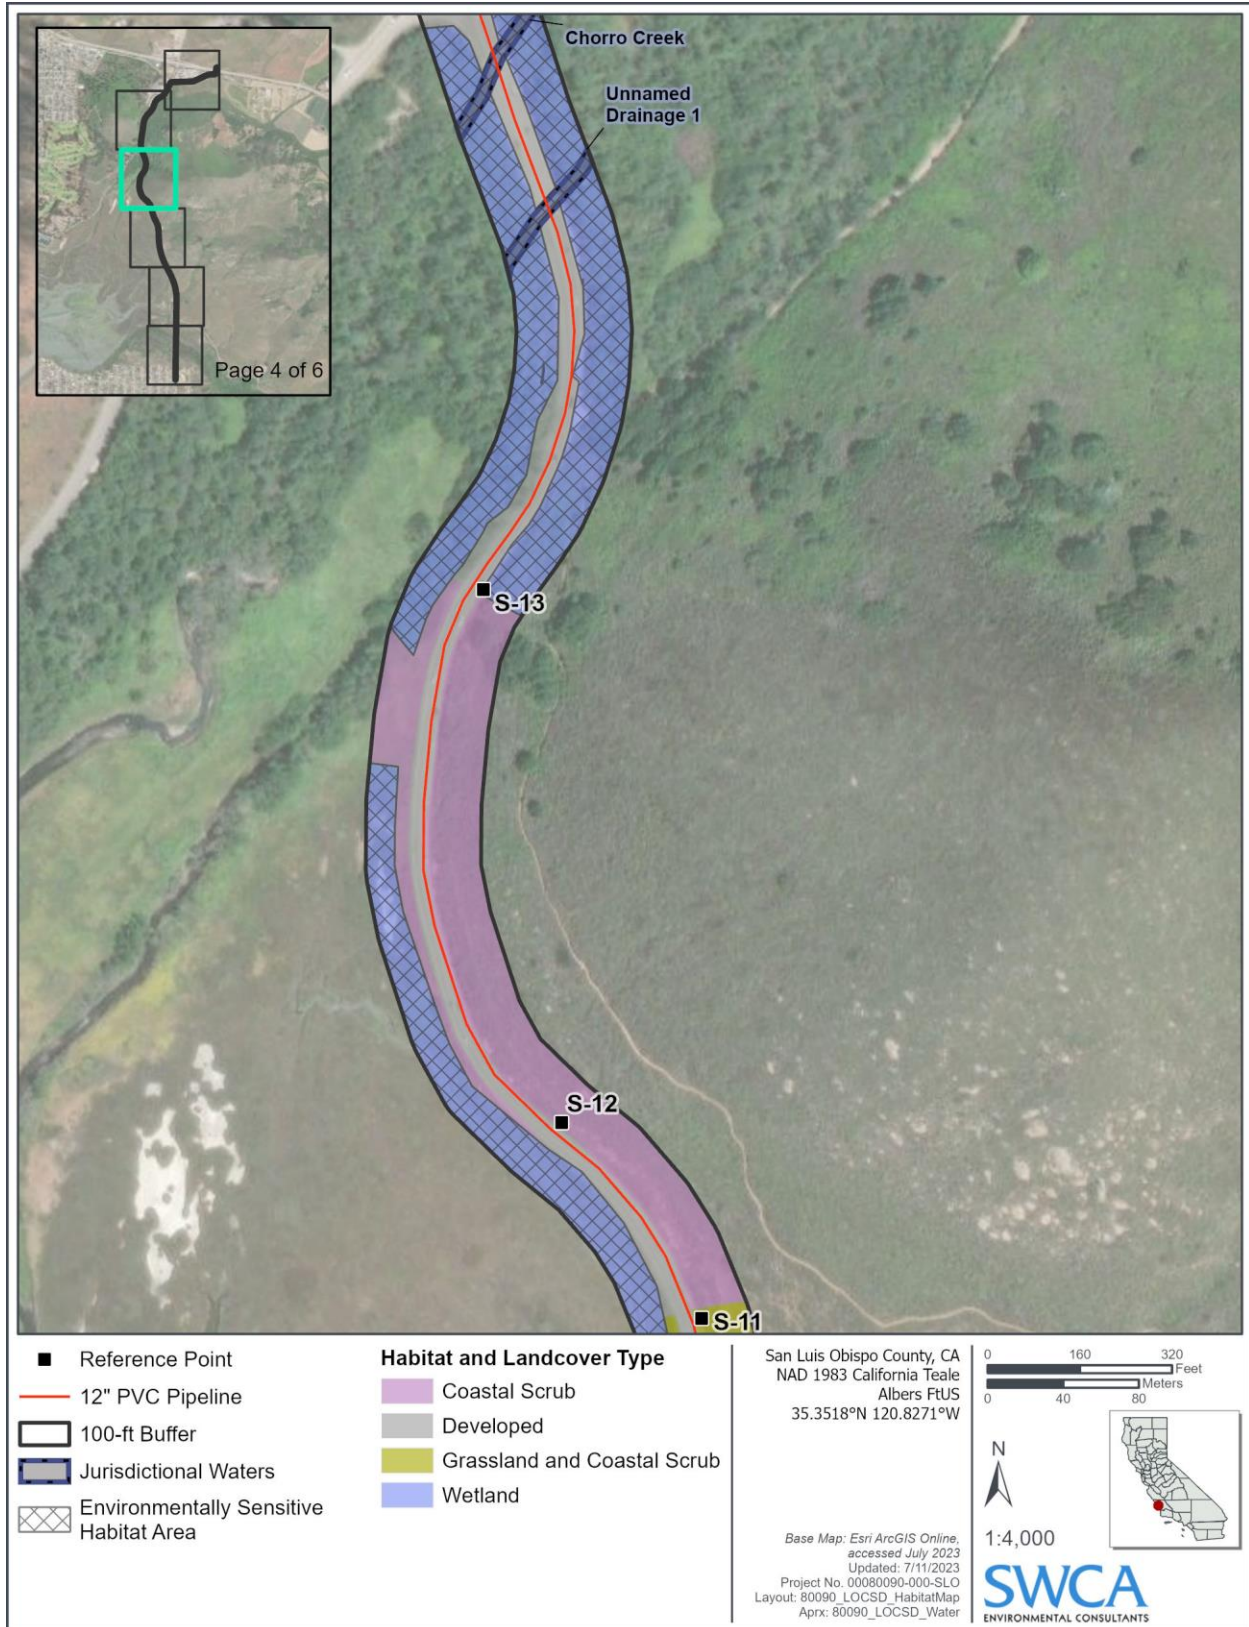 Chorro Creek
Unnamed
Drainage 1
Page 4 of 6
S-13
S-12
S-11
Reference Point
12" PVC Pipeline
100-ft Buffer
Jurisdictional Waters
Environmentally Sensitive
Habitat Area
Habitat and Landcover Type
Coastal Scrub
Developed
Grassland and Coastal Scrub
Wetland
San Luis Obispo County, CA
NAD 1983 California Teale
Albers FtUS
35.3518°N 120.8271°W
Base Map: Esri ArcGIS Online,
accessed July 2023
Updated: 7/11/2023
Project No. 00080090-000-SLO
Layout: 80090_LOCSD_HabitatMap
Aprx: 80090_LOCSD_Water
0 160 320
Feet
Meters
0 40 80
N
1:4,000
SWCA
ENVIRONMENTAL CONSULTANTS